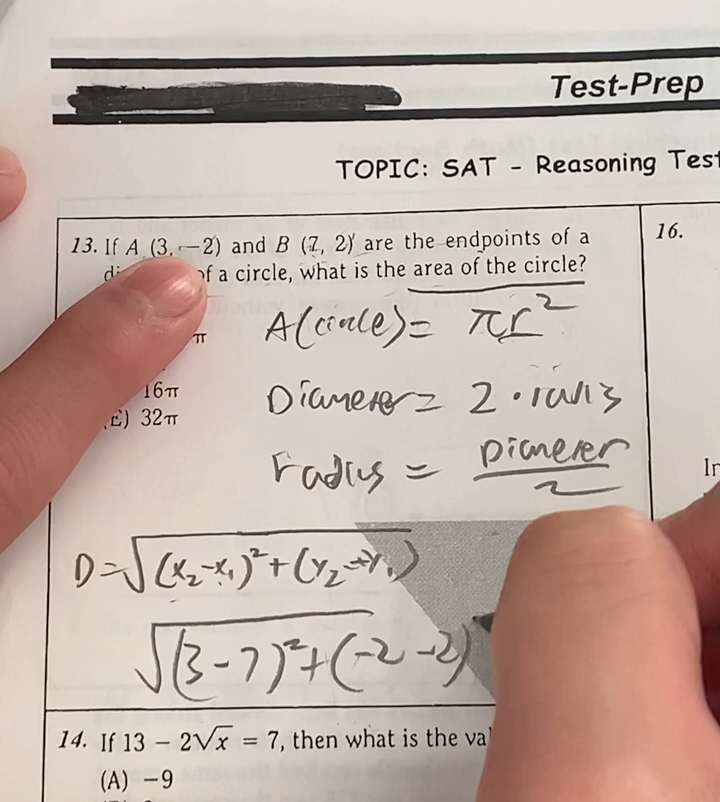 Test-Prep
TOPIC: SAT - Reasoning Test
13. If A (3, -2) and B (7, 2) are the endpoints of a
of a circle, what is the area of the circle?
A(circle) = πr²
π
16π
Diameter = 2 ·
(E) 32π
radius = Diameter / 2
D = √(x₂-x₁)² + (y₂-y₁)
√(3-7)² + (-2-2)
14. If 13 - 2√x = 7, then what is the
(A) -9
16.